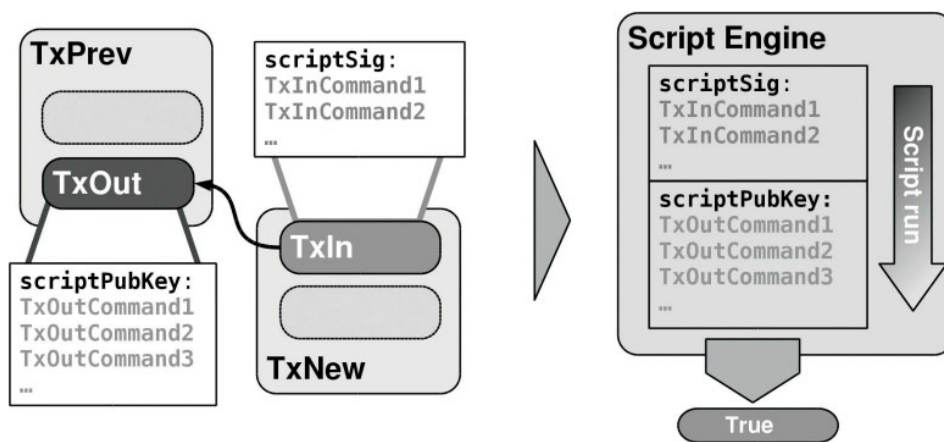 TxPrev
TxOut
scriptPubKey:
TxOutCommand1
TxOutCommand2
TxOutCommand3
…
scriptSig:
TxInCommand1
TxInCommand2
…
TxIn
TxNew
Script Engine
scriptSig:
TxInCommand1
TxInCommand2
…
scriptPubKey:
TxOutCommand1
TxOutCommand2
TxOutCommand3
…
Script run
True